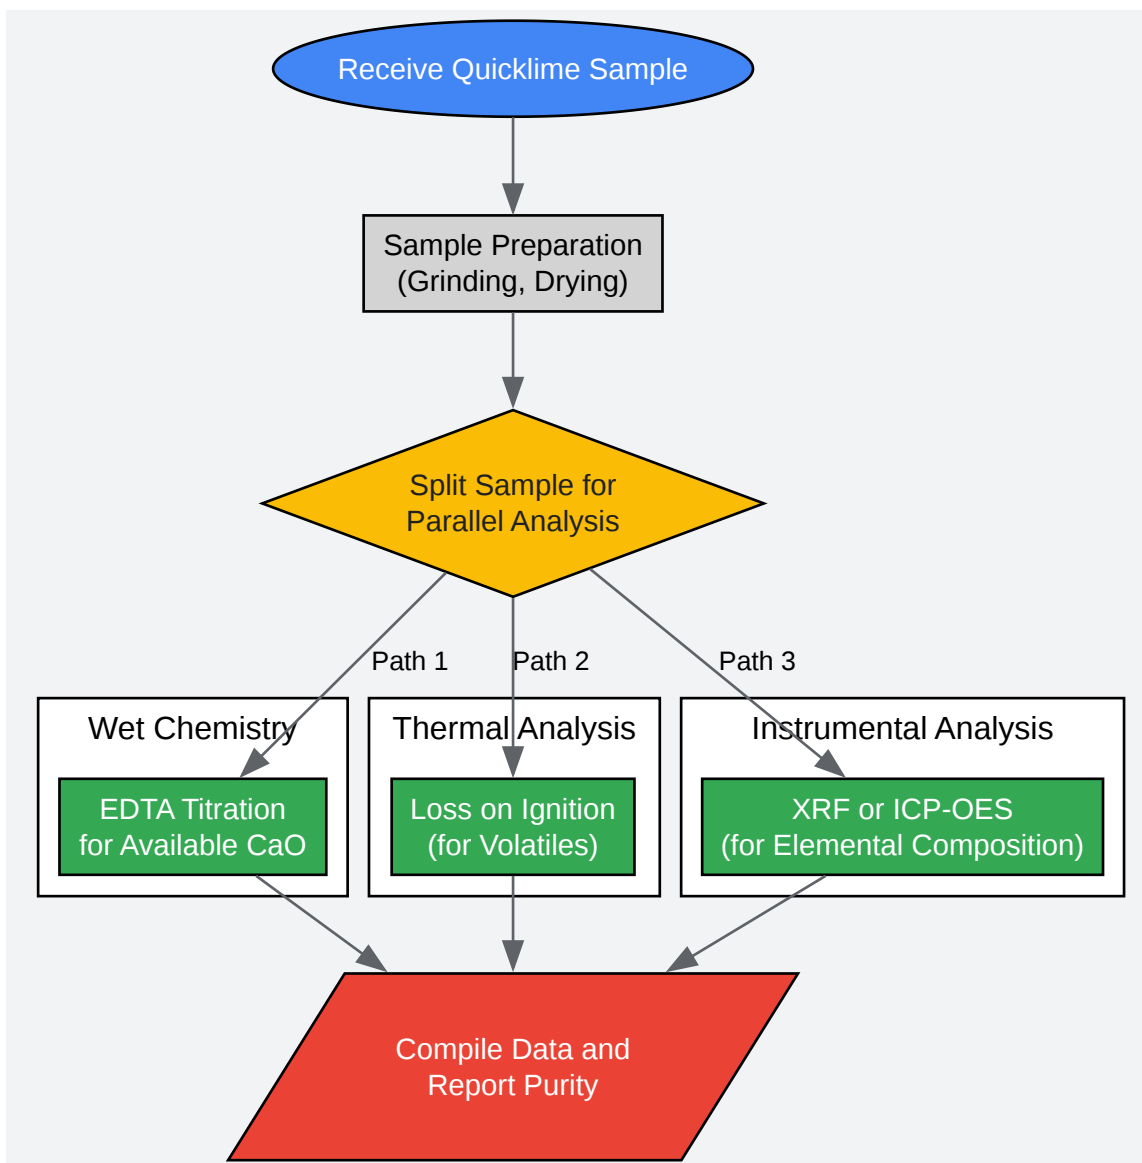 Receive Quicklime Sample
Sample Preparation
(Grinding, Drying)
Split Sample for
Parallel Analysis
Path 1
Path 2
Path 3
Wet Chemistry
EDTA Titration
for Available CaO
Thermal Analysis
Loss on Ignition
(for Volatiles)
Instrumental Analysis
XRF or ICP-OES
(for Elemental Composition)
Compile Data and
Report Purity